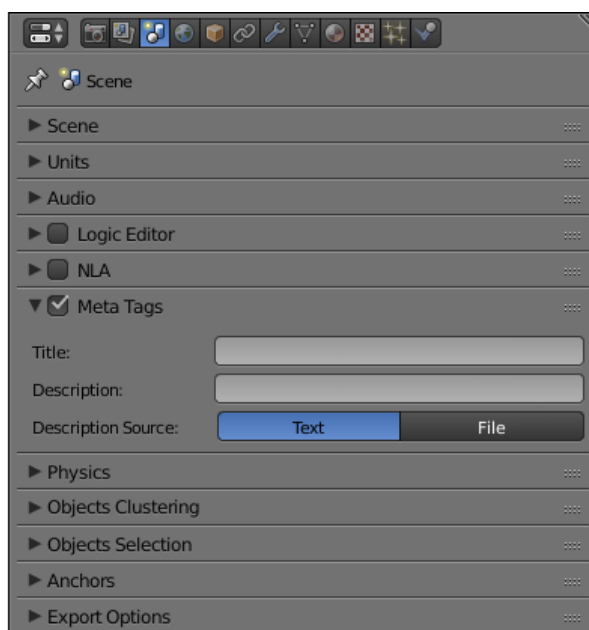 Scene
Scene
Units
Audio
Logic Editor
NLA
Meta Tags
Title:
Description:
Description Source: Text File
Physics
Objects Clustering
Objects Selection
Anchors
Export Options